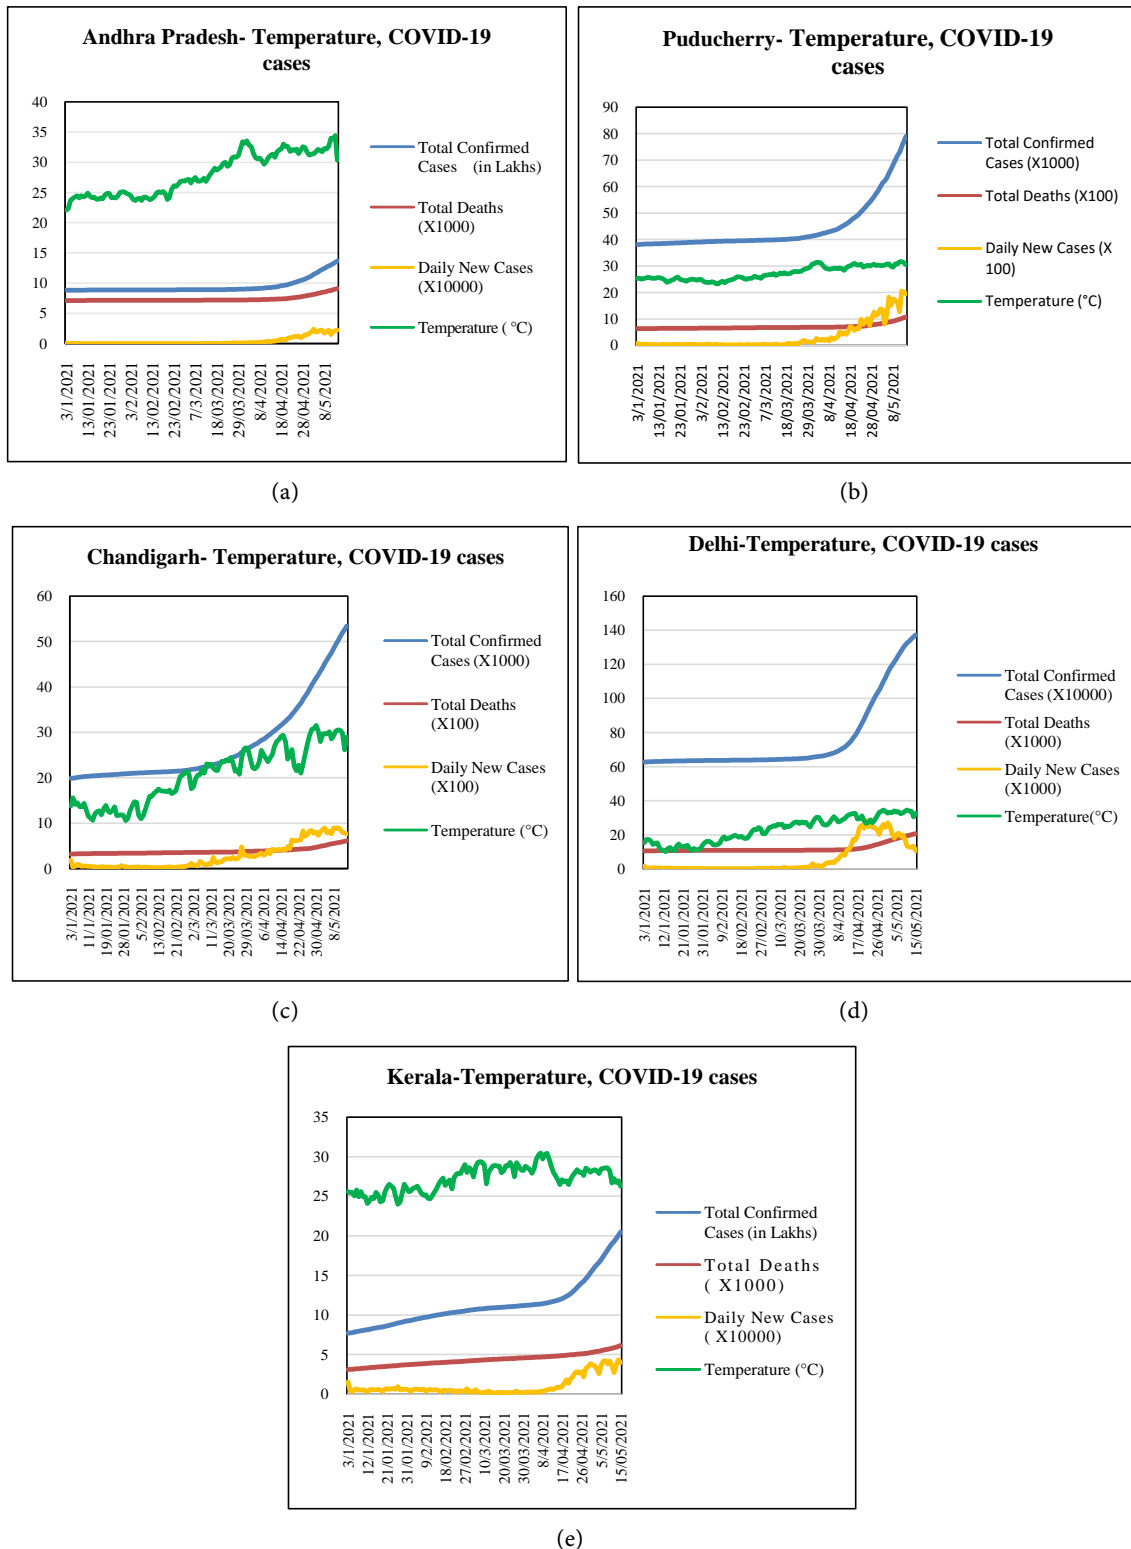 Andhra Pradesh- Temperature, COVID-19
cases
40
35
30
25
20
15
10
5
0
3/1/2021
13/01/2021
23/01/2021
3/2/2021
13/02/2021
23/02/2021
7/3/2021
18/03/2021
29/03/2021
8/4/2021
18/04/2021
28/04/2021
8/5/2021
Total Confirmed
Cases (in Lakhs)
Total Deaths
(X1000)
Daily New Cases
(X10000)
Temperature ( °C)
(a)
Puducherry- Temperature, COVID-19
cases
90
80
70
60
50
40
30
20
10
0
3/1/2021
13/01/2021
23/01/2021
3/2/2021
13/02/2021
23/02/2021
7/3/2021
18/03/2021
29/03/2021
8/4/2021
18/04/2021
28/04/2021
8/5/2021
Total Confirmed
Cases (X1000)
Total Deaths (X100)
Daily New Cases (X
100)
Temperature (°C)
(b)
Chandigarh- Temperature, COVID-19 cases
60
50
40
30
20
10
0
3/1/2021
11/1/2021
19/01/2021
28/01/2021
5/2/2021
13/02/2021
21/02/2021
2/3/2021
11/3/2021
20/03/2021
29/03/2021
6/4/2021
14/04/2021
22/04/2021
30/04/2021
8/5/2021
Total Confirmed
Cases (X1000)
Total Deaths
(X100)
Daily New Cases
(X100)
Temperature (°C)
(c)
Delhi-Temperature, COVID-19 cases
160
140
120
100
80
60
40
20
0
3/1/2021
12/1/2021
21/01/2021
31/01/2021
9/2/2021
18/02/2021
27/02/2021
10/3/2021
20/03/2021
30/03/2021
8/4/2021
17/04/2021
26/04/2021
5/5/2021
15/05/2021
Total Confirmed
Cases (X10000)
Total Deaths
(X1000)
Daily New Cases
(X1000)
Temperature(°C)
(d)
Kerala-Temperature, COVID-19 cases
35
30
25
20
15
10
5
0
3/1/2021
12/1/2021
21/01/2021
31/01/2021
9/2/2021
18/02/2021
27/02/2021
10/3/2021
20/03/2021
30/03/2021
8/4/2021
17/04/2021
26/04/2021
5/5/2021
15/05/2021
Total Confirmed
Cases (in Lakhs)
Total Deaths
( X1000)
Daily New Cases
( X10000)
Temperature (°C)
(e)